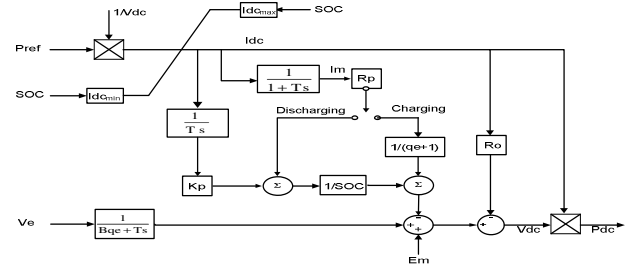 1/Vdc
Idcmax
SOC
Pref
Idc
SOC
Idcmin
1
1 + Ts
Im
Rp
Discharging
Charging
1
Ts
1/(qe+1)
Ro
Kp
Σ
1/SOC
Σ
Ve
1
Bqe + Ts
+
-
+
+
-
Vdc
Pdc
Em